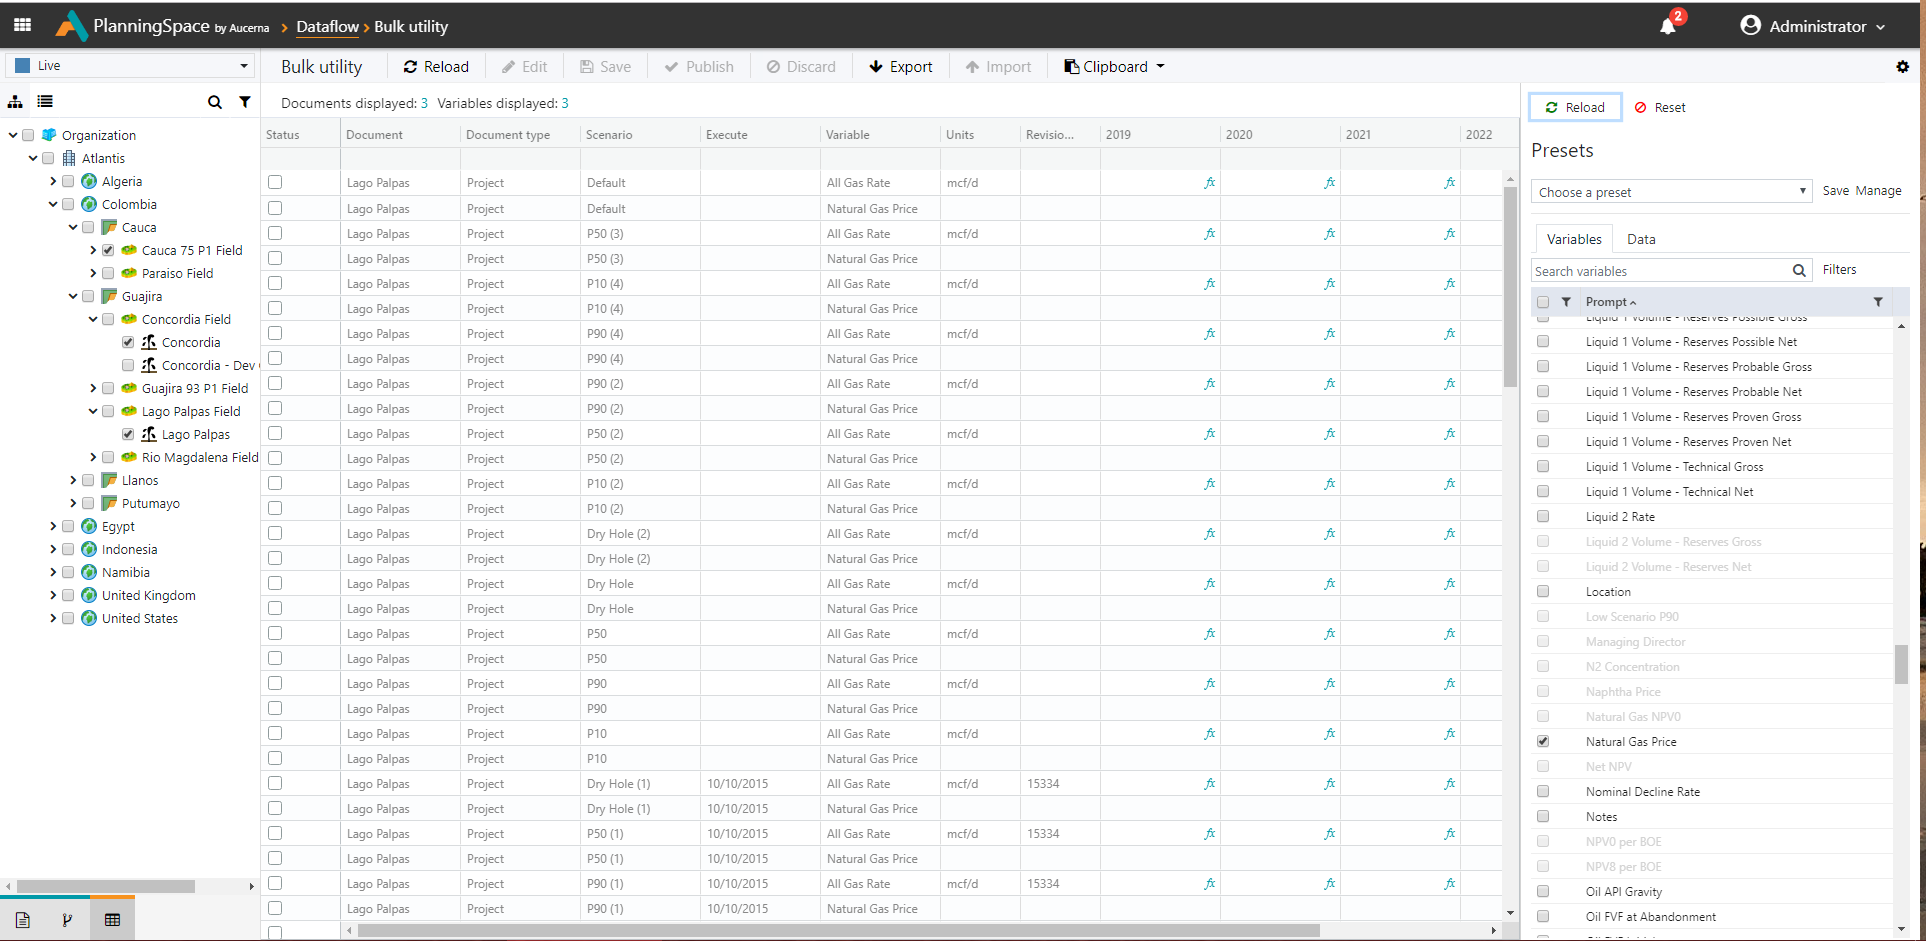 PlanningSpace by Aucerna > Dataflow > Bulk utility
2
Administrator
Live
Bulk utility
Reload
Edit
Save
Publish
Discard
Export
Import
Clipboard
Documents displayed: 3 Variables displayed: 3
Organization
Atlantis
Algeria
Colombia
Cauca
Cauca 75 P1 Field
Paraiso Field
Guajira
Concordia Field
Concordia
Concordia - Dev
Guajira 93 P1 Field
Lago Palpas Field
Lago Palpas
Rio Magdalena Field
Llanos
Putumayo
Egypt
Indonesia
Namibia
United Kingdom
United States
Status Document Document type Scenario Execute Variable Units Revisio... 2019 2020 2021 2022
Lago Palpas Project Default All Gas Rate mcf/d fx fx fx
Lago Palpas Project Default Natural Gas Price
Lago Palpas Project P50 (3) All Gas Rate mcf/d fx fx fx
Lago Palpas Project P50 (3) Natural Gas Price
Lago Palpas Project P10 (4) All Gas Rate mcf/d fx fx fx
Lago Palpas Project P10 (4) Natural Gas Price
Lago Palpas Project P90 (4) All Gas Rate mcf/d fx fx fx
Lago Palpas Project P90 (4) Natural Gas Price
Lago Palpas Project P90 (2) All Gas Rate mcf/d fx fx fx
Lago Palpas Project P90 (2) Natural Gas Price
Lago Palpas Project P50 (2) All Gas Rate mcf/d fx fx fx
Lago Palpas Project P50 (2) Natural Gas Price
Lago Palpas Project P10 (2) All Gas Rate mcf/d fx fx fx
Lago Palpas Project P10 (2) Natural Gas Price
Lago Palpas Project Dry Hole (2) All Gas Rate mcf/d fx fx fx
Lago Palpas Project Dry Hole (2) Natural Gas Price
Lago Palpas Project Dry Hole All Gas Rate mcf/d fx fx fx
Lago Palpas Project Dry Hole Natural Gas Price
Lago Palpas Project P50 All Gas Rate mcf/d fx fx fx
Lago Palpas Project P50 Natural Gas Price
Lago Palpas Project P90 All Gas Rate mcf/d fx fx fx
Lago Palpas Project P90 Natural Gas Price
Lago Palpas Project P10 All Gas Rate mcf/d fx fx fx
Lago Palpas Project P10 Natural Gas Price
Lago Palpas Project Dry Hole (1) 10/10/2015 All Gas Rate mcf/d 15334 fx fx fx
Lago Palpas Project Dry Hole (1) 10/10/2015 Natural Gas Price
Lago Palpas Project P50 (1) 10/10/2015 All Gas Rate mcf/d 15334 fx fx fx
Lago Palpas Project P50 (1) 10/10/2015 Natural Gas Price
Lago Palpas Project P90 (1) 10/10/2015 All Gas Rate mcf/d 15334 fx fx fx
Lago Palpas Project P90 (1) 10/10/2015 Natural Gas Price
Reload Reset
Presets
Choose a preset Save Manage
Variables Data
Search variables Filters
Prompt
Liquid 1 Volume - Reserves Possible Gross
Liquid 1 Volume - Reserves Possible Net
Liquid 1 Volume - Reserves Probable Gross
Liquid 1 Volume - Reserves Probable Net
Liquid 1 Volume - Reserves Proven Gross
Liquid 1 Volume - Reserves Proven Net
Liquid 1 Volume - Technical Gross
Liquid 1 Volume - Technical Net
Liquid 2 Rate
Liquid 2 Volume - Reserves Gross
Liquid 2 Volume - Reserves Net
Location
Low Scenario P90
Managing Director
N2 Concentration
Naphtha Price
Natural Gas NPV0
Natural Gas Price
Net NPV
Nominal Decline Rate
Notes
NPV0 per BOE
NPV8 per BOE
Oil API Gravity
Oil FVF at Abandonment